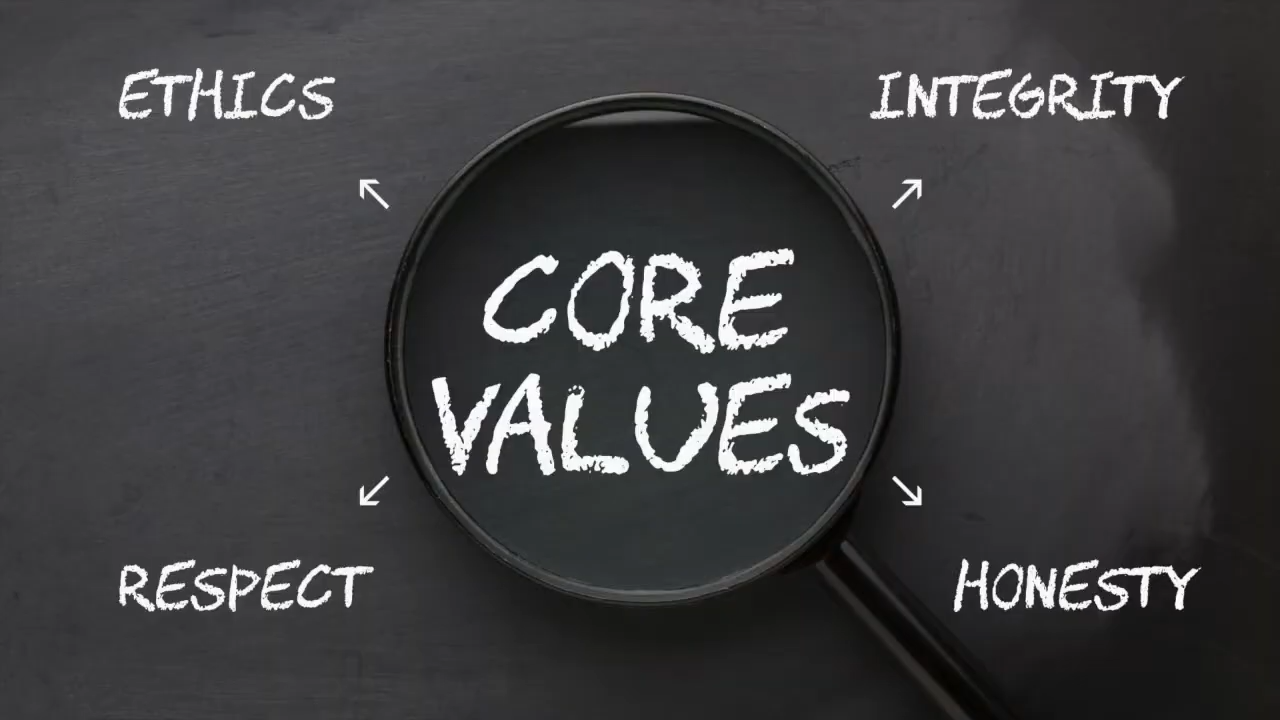 ETHICS
INTEGRITY
CORE
VALUES
RESPECT
HONESTY